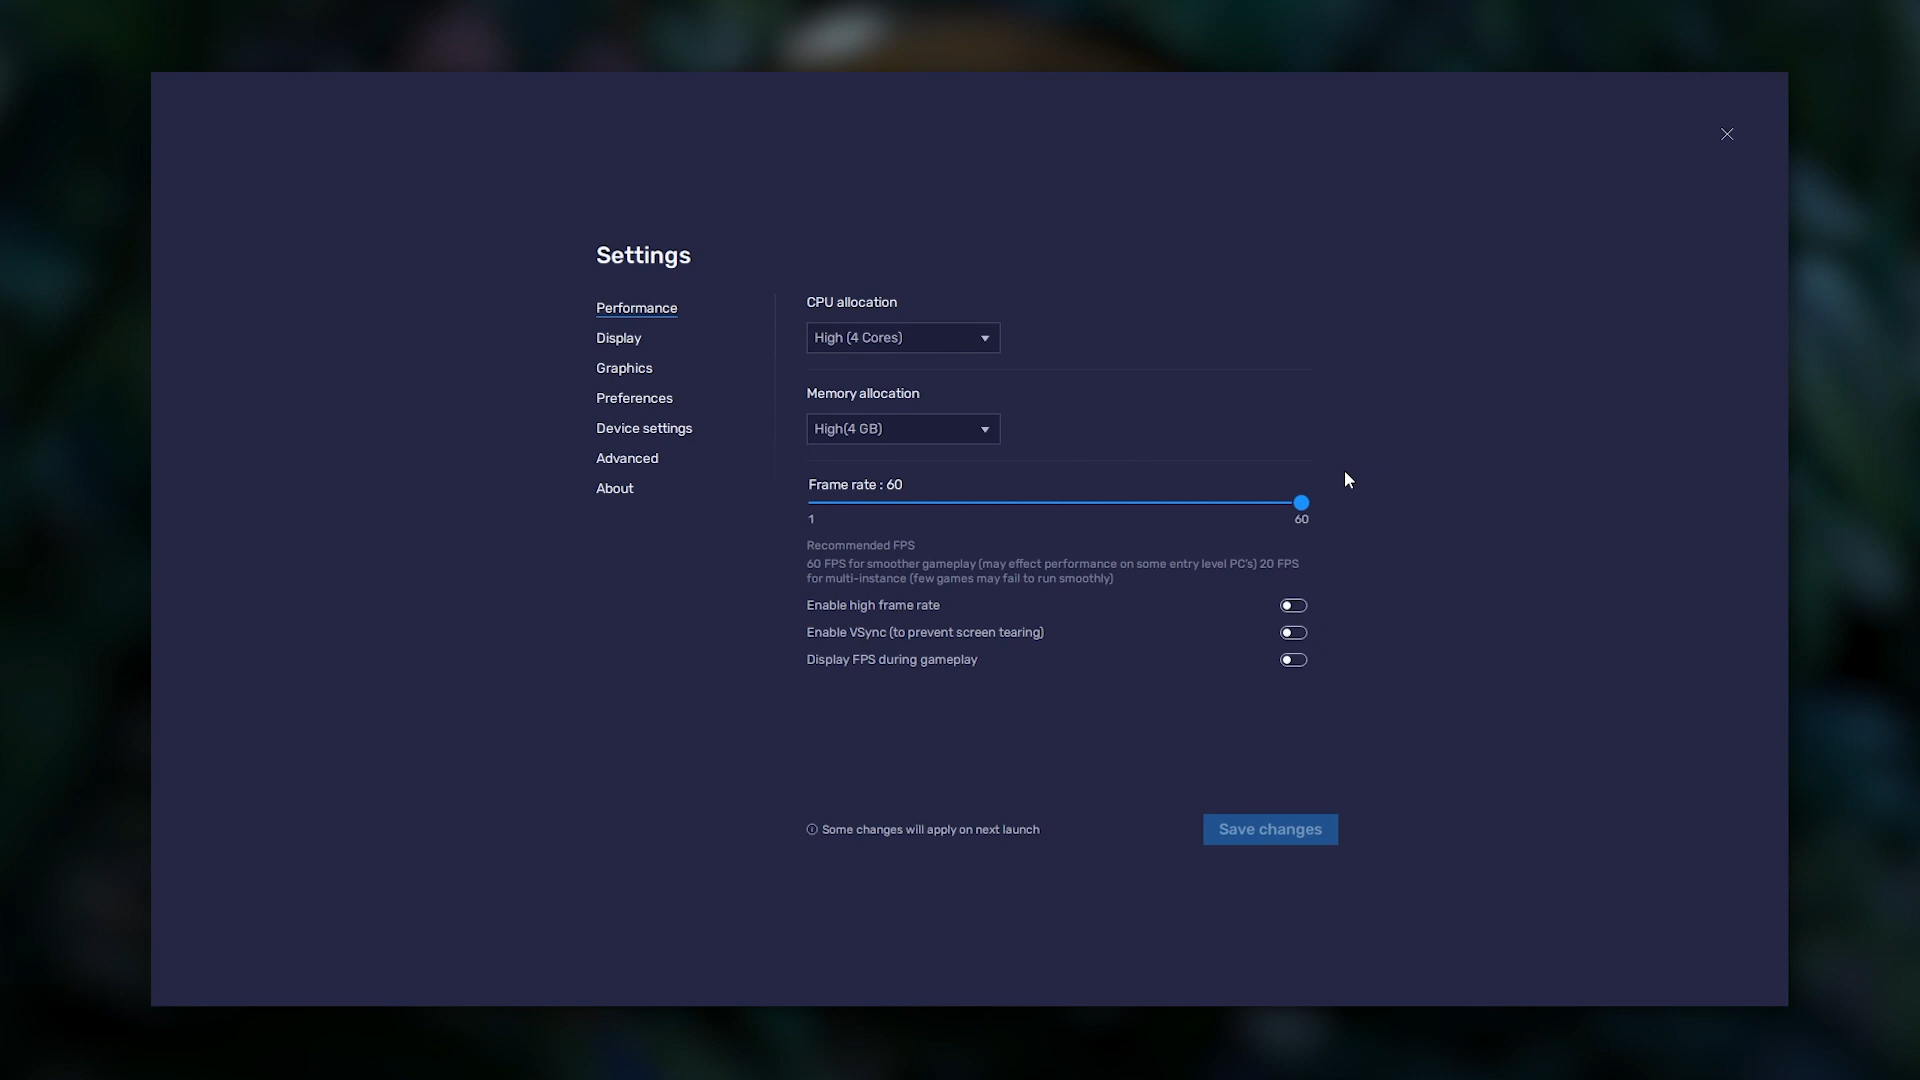 Settings
Performance
Display
Graphics
Preferences
Device settings
Advanced
About
CPU allocation
High (4 Cores)
Memory allocation
High(4 GB)
Frame rate : 60
1
60
Recommended FPS
60 FPS for smoother gameplay (may effect performance on some entry level PC's) 20 FPS
for multi-instance (few games may fail to run smoothly)
Enable high frame rate
Enable VSync (to prevent screen tearing)
Display FPS during gameplay
Some changes will apply on next launch
Save changes